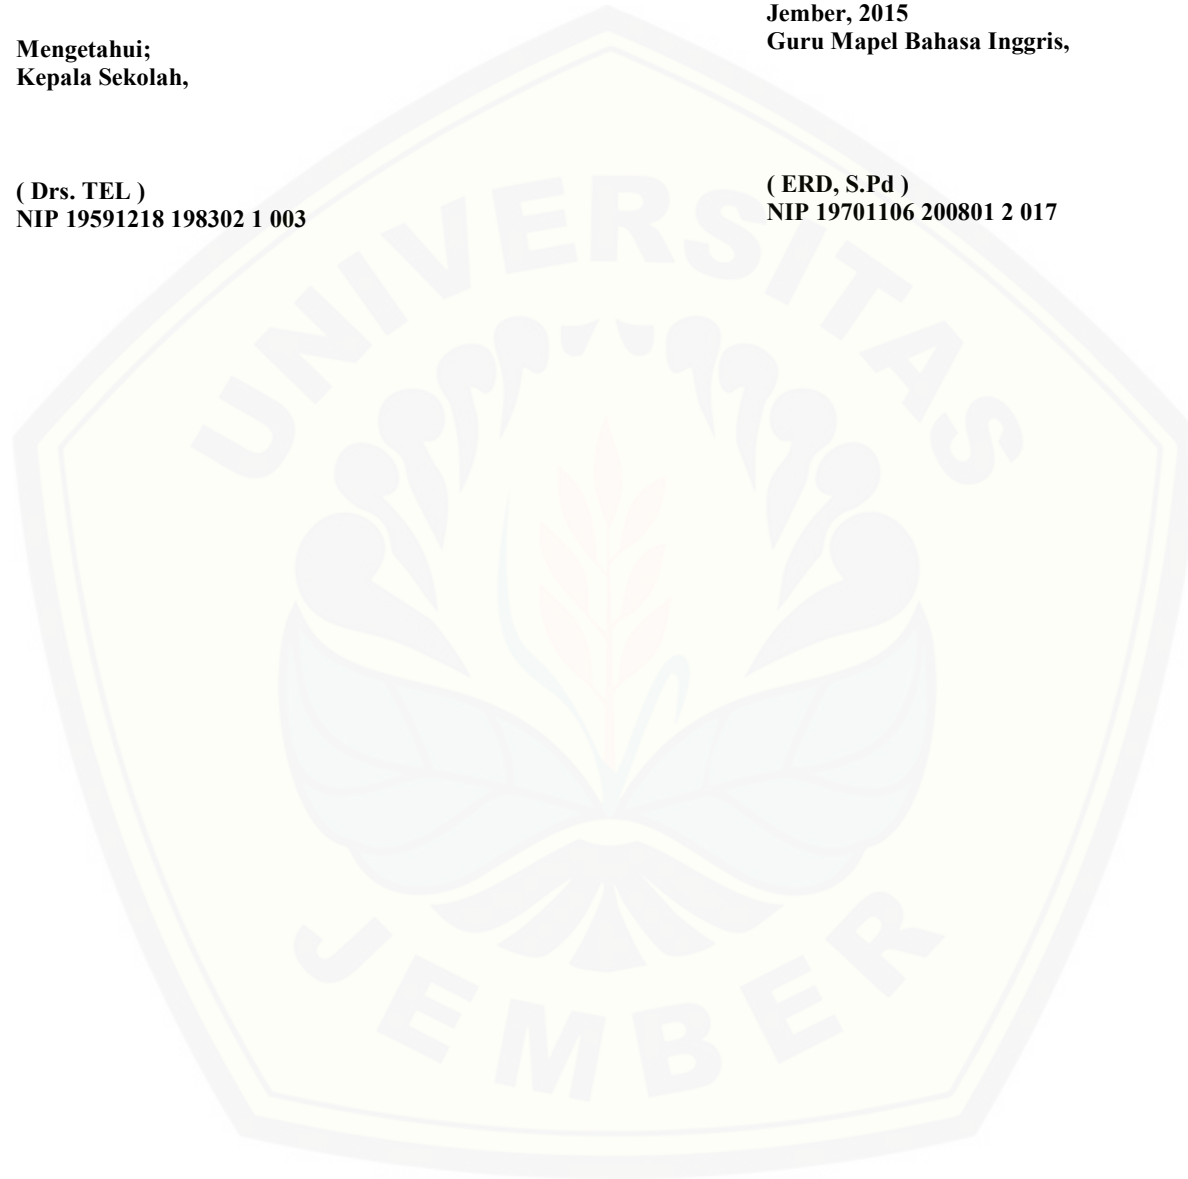 Mengetahui;
Kepala Sekolah,
( Drs. TEL )
NIP 19591218 198302 1 003
Jember, 2015
Guru Mapel Bahasa Inggris,
( ERD, S.Pd )
NIP 19701106 200801 2 017
UNIVERSITAS
JEMBER